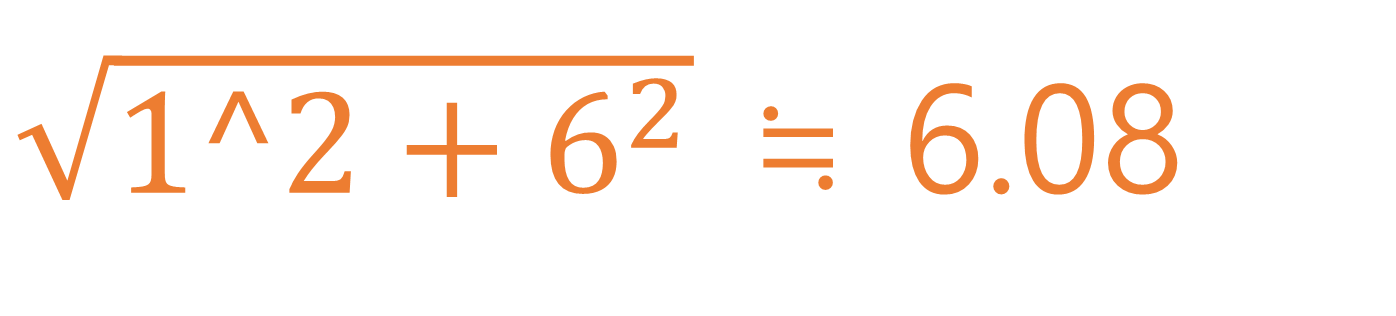 √1^2 + 6² ≒ 6.08